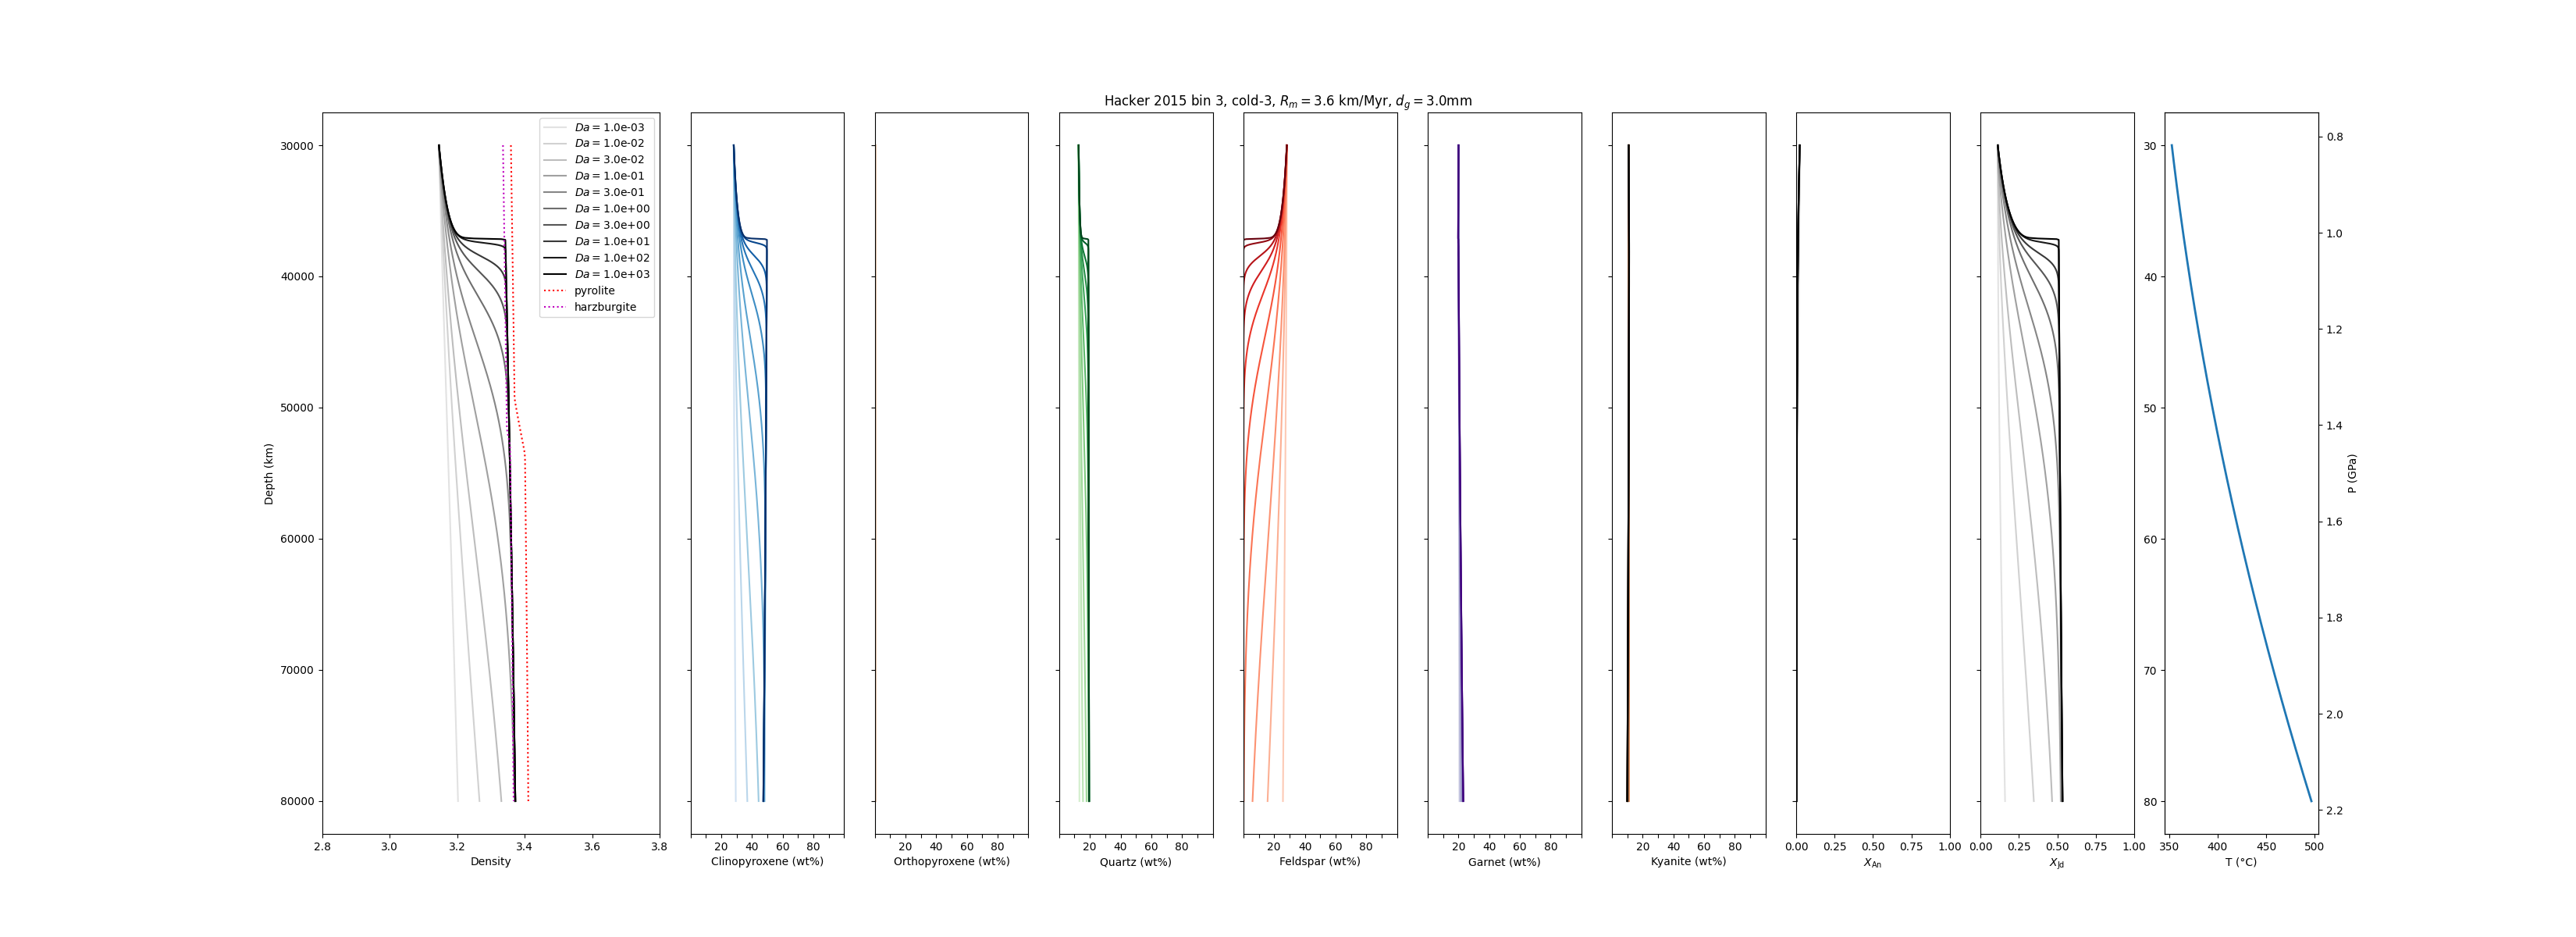 Hacker 2015 bin 3, cold-3, R_m = 3.6 km/Myr, d_g = 3.0mm
Da = 1.0e-03
Da = 1.0e-02
Da = 3.0e-02
Da = 1.0e-01
Da = 3.0e-01
Da = 1.0e+00
Da = 3.0e+00
Da = 1.0e+01
Da = 1.0e+02
Da = 1.0e+03
pyrolite
harzburgite
Depth (km)
30000
40000
50000
60000
70000
80000
2.8 3.0 3.2 3.4 3.6 3.8
Density
20 40 60 80
Clinopyroxene (wt%)
20 40 60 80
Orthopyroxene (wt%)
20 40 60 80
Quartz (wt%)
20 40 60 80
Feldspar (wt%)
20 40 60 80
Garnet (wt%)
20 40 60 80
Kyanite (wt%)
0.00 0.25 0.50 0.75 1.00
X_An
0.00 0.25 0.50 0.75 1.00
X_Jd
30
40
50
60
70
80
350 400 450 500
T (°C)
0.8
1.0
1.2
1.4
1.6
1.8
2.0
2.2
P (GPa)